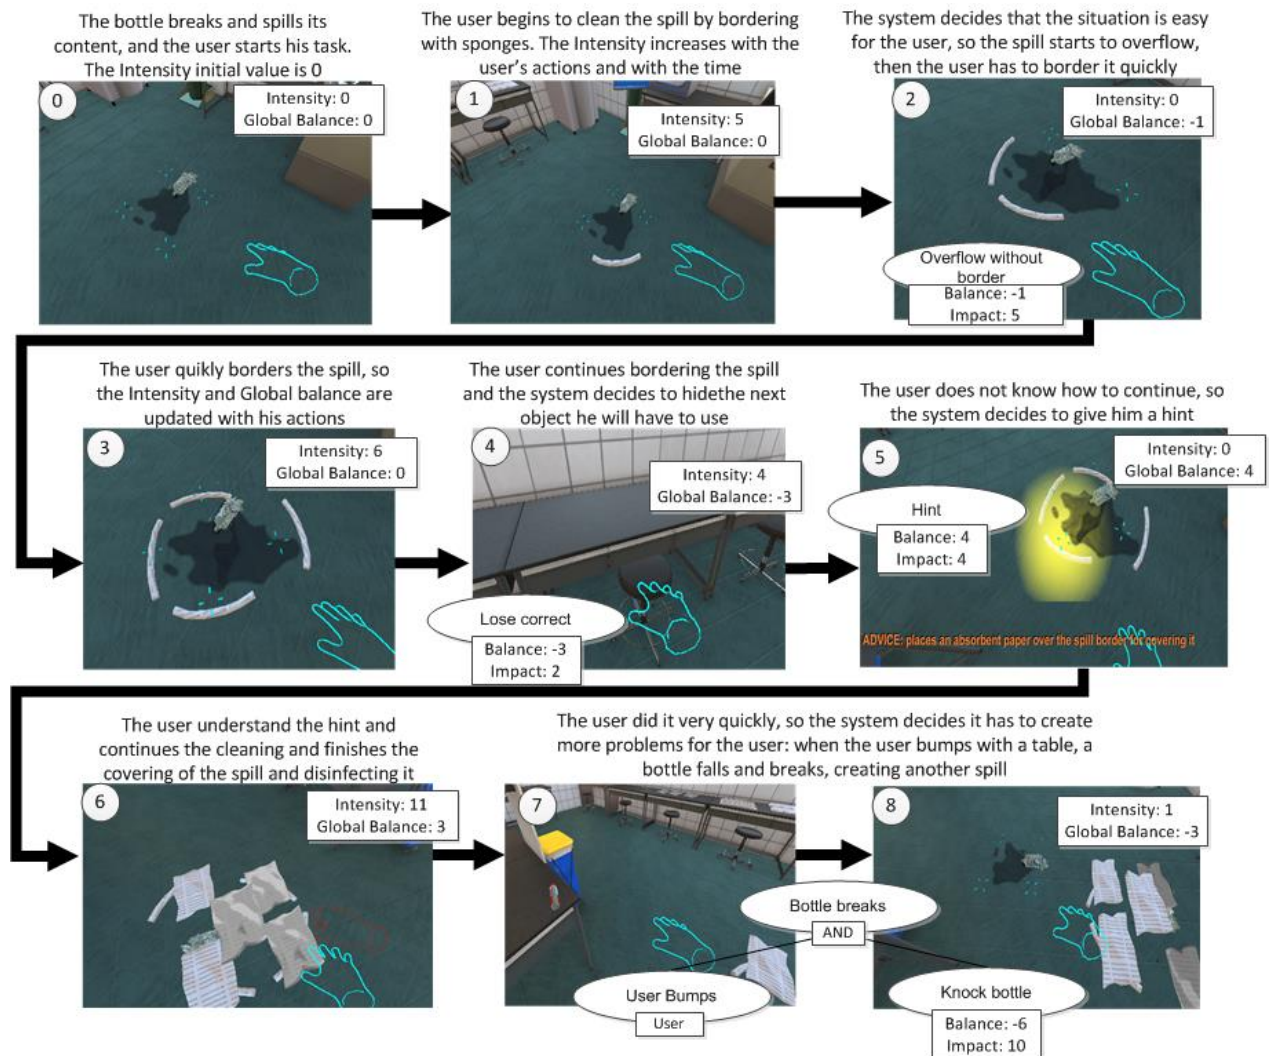 The bottle breaks and spills its
content, and the user starts his task.
The Intensity initial value is 0
0
Intensity: 0
Global Balance: 0
The user begins to clean the spill by bordering
with sponges. The Intensity increases with the
user's actions and with the time
1
Intensity: 5
Global Balance: 0
The system decides that the situation is easy
for the user, so the spill starts to overflow,
then the user has to border it quickly
2
Intensity: 0
Global Balance: -1
Overflow without
border
Balance: -1
Impact: 5
The user quikly borders the spill, so
the Intensity and Global balance are
updated with his actions
3
Intensity: 6
Global Balance: 0
The user continues bordering the spill
and the system decides to hidethe next
object he will have to use
4
Intensity: 4
Global Balance: -3
Lose correct
Balance: -3
Impact: 2
The user does not know how to continue, so
the system decides to give him a hint
5
Intensity: 0
Global Balance: 4
Hint
Balance: 4
Impact: 4
ADVICE: places an absorbent paper over the spill border for covering it
The user understand the hint and
continues the cleaning and finishes the
covering of the spill and disinfecting it
6
Intensity: 11
Global Balance: 3
The user did it very quickly, so the system decides it has to create
more problems for the user: when the user bumps with a table, a
bottle falls and breaks, creating another spill
7
8
Intensity: 1
Global Balance: -3
Bottle breaks
AND
User Bumps
User
Knock bottle
Balance: -6
Impact: 10